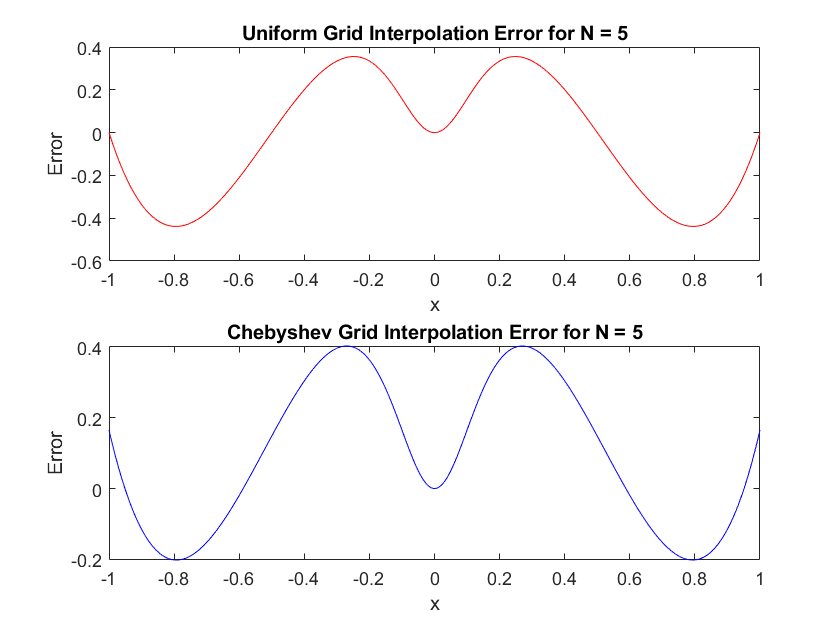 Uniform Grid Interpolation Error for N = 5
0.4
0.2
0
-0.2
-0.4
-0.6
Error
-1 -0.8 -0.6 -0.4 -0.2 0 0.2 0.4 0.6 0.8 1
x
Chebyshev Grid Interpolation Error for N = 5
0.4
0.2
0
-0.2
Error
-1 -0.8 -0.6 -0.4 -0.2 0 0.2 0.4 0.6 0.8 1
x